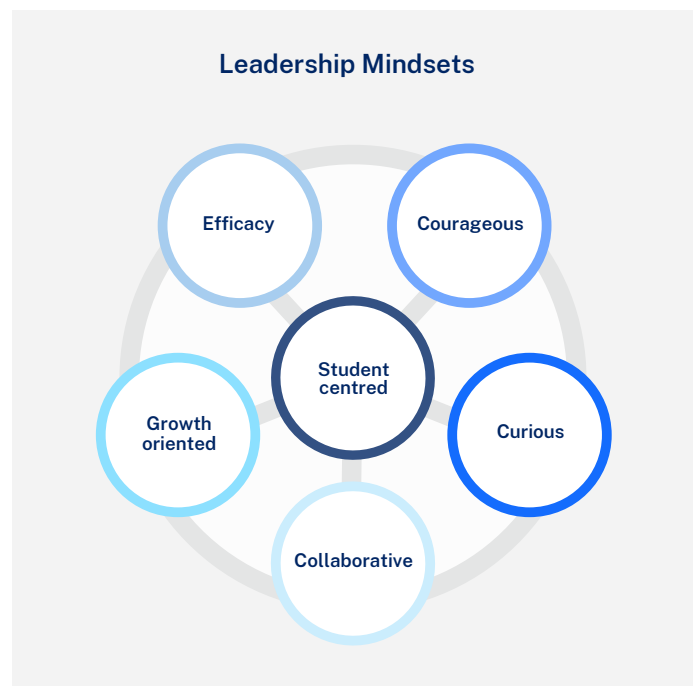 Leadership Mindsets
Efficacy
Courageous
Student
centred
Growth
oriented
Curious
Collaborative